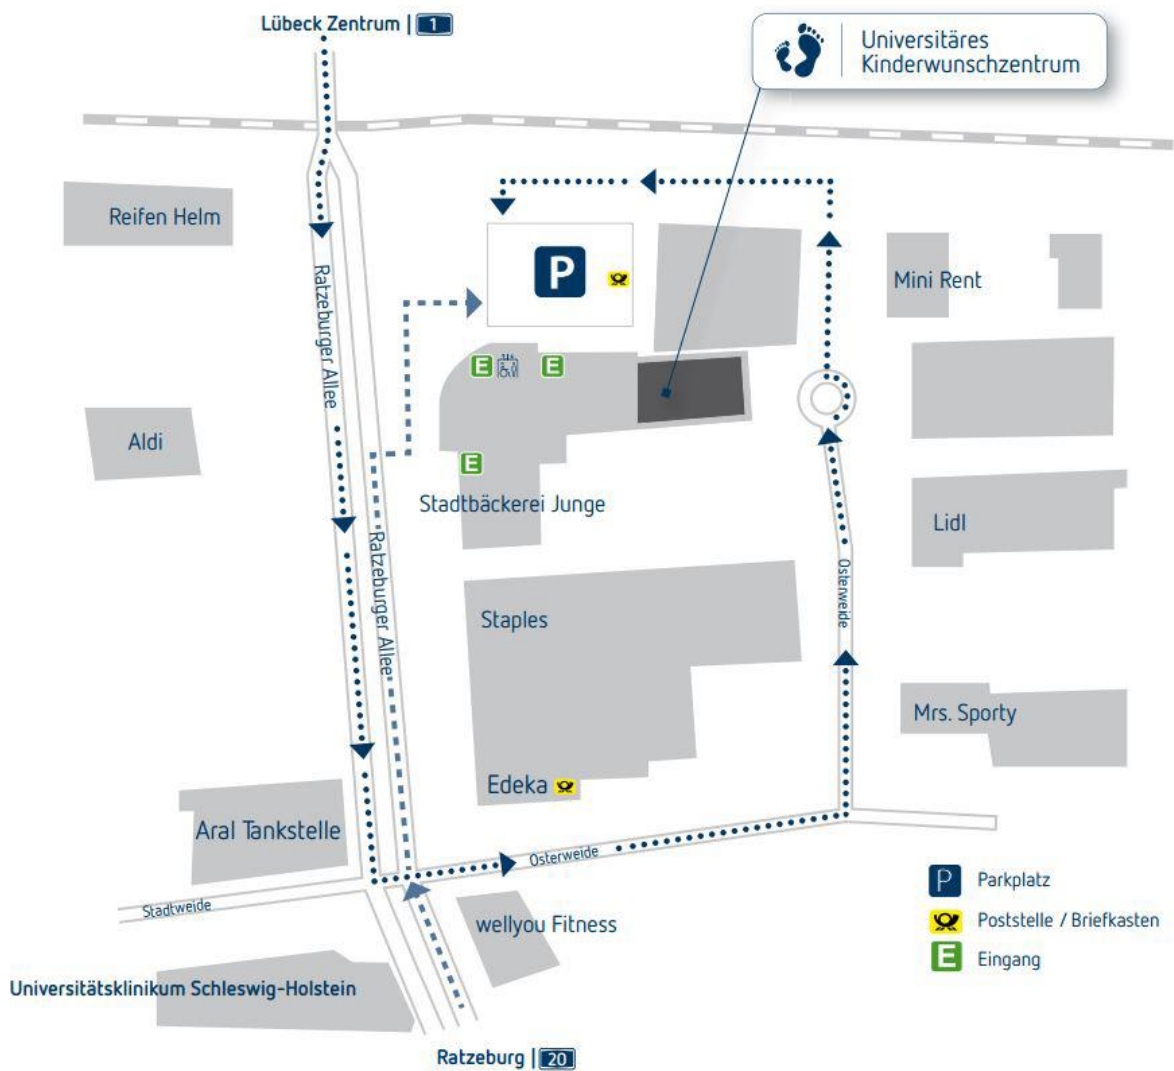 Lübeck Zentrum | 1
Universitäres
Kinderwunschzentrum
Reifen Helm
P
Mini Rent
Ratzeburger Allee
E
E
Aldi
E
Stadtbäckerei Junge
Lidl
Ratzeburger Allee
Osterweide
Staples
Mrs. Sporty
Edeka
Aral Tankstelle
Osterweide
P Parkplatz
Stadtweide
wellyou Fitness
Poststelle / Briefkasten
E Eingang
Universitätsklinikum Schleswig-Holstein
Ratzeburg | 20